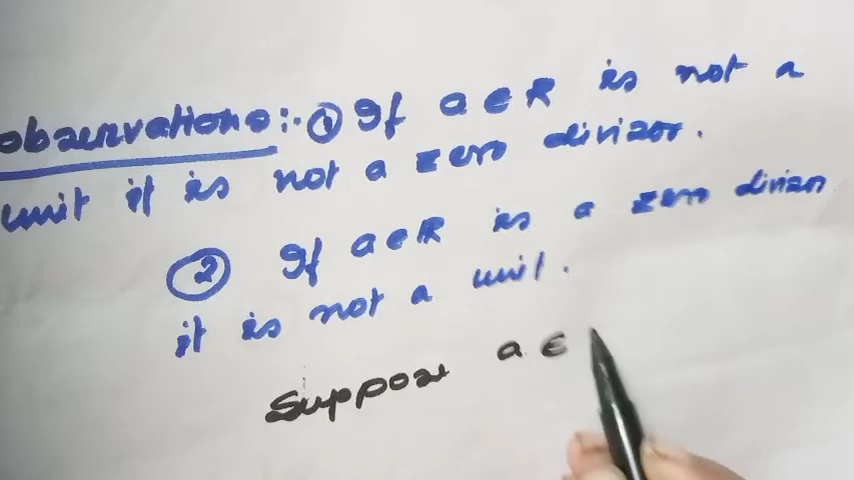 observations:- ① If a ∈ R is not a
unit it is not a zero divisor.
② If a ∈ R is a zero divisor
it is not a unit.
Suppose a ∈